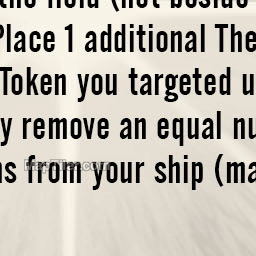 the field (not beside
Place 1 additional The
Token you targeted u
y remove an equal nu
ns from your ship (ma